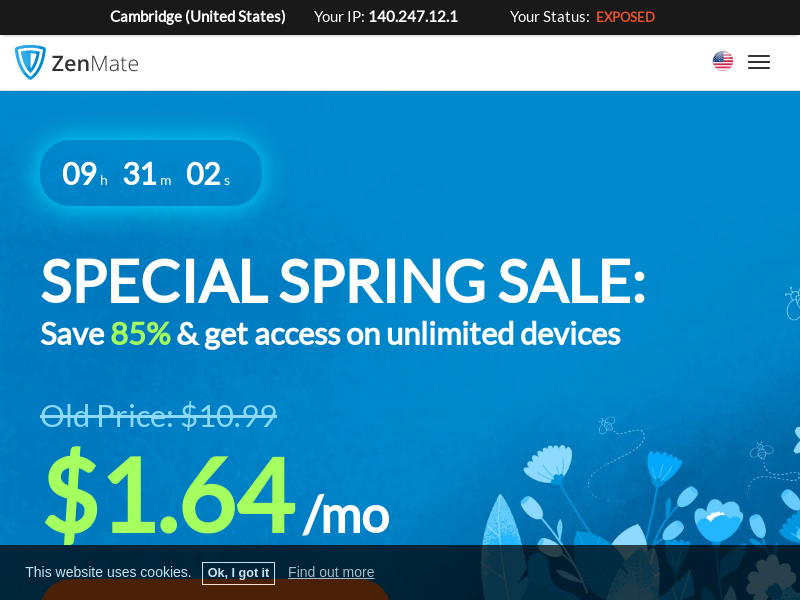 Cambridge (United States) Your IP: 140.247.12.1 Your Status: EXPOSED
ZenMate
09 h 31 m 02 s
SPECIAL SPRING SALE:
Save 85% & get access on unlimited devices
Old Price: $10.99
$1.64 /mo
This website uses cookies. Ok, I got it Find out more